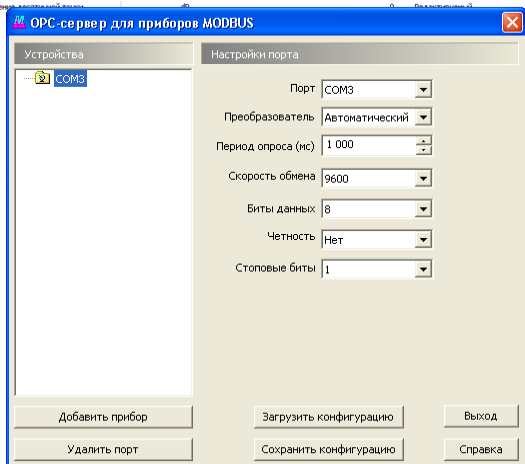 OPC-сервер для приборов MODBUS
Устройства
Настройки порта
COM3
Порт COM3
Преобразователь Автоматический
Период опроса (мс) 1 000
Скорость обмена 9600
Биты данных 8
Четность Нет
Стоповые биты 1
Добавить прибор
Загрузить конфигурацию
Выход
Удалить порт
Сохранить конфигурацию
Справка